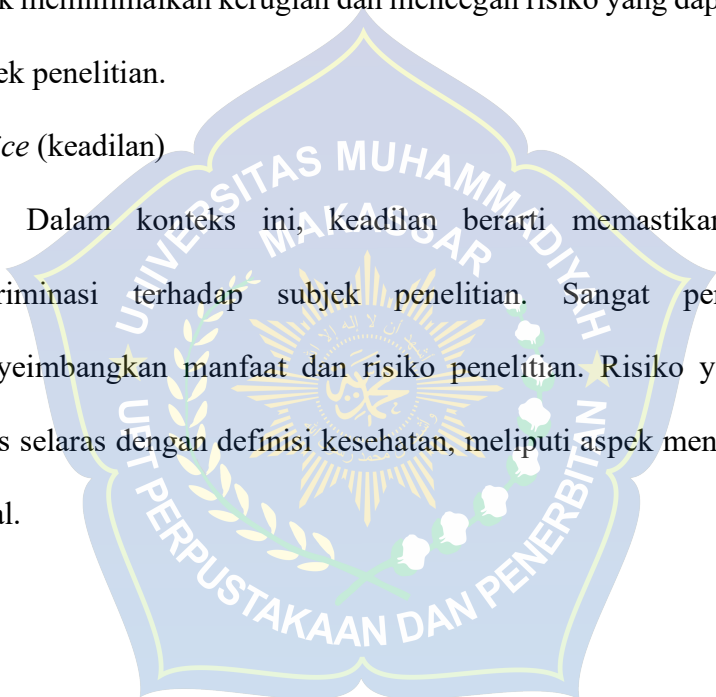 k meminimalkan kerugian dan mencegah risiko yang dap
ek penelitian.
ice (keadilan)
Dalam konteks ini, keadilan berarti memastikan
riminasi terhadap subjek penelitian. Sangat per
yeimbangkan manfaat dan risiko penelitian. Risiko y
s selaras dengan definisi kesehatan, meliputi aspek men
al.
UNIVERSITAS MUHAMMADIYAH
MAKASSAR
UPT PERPUSTAKAAN DAN PENERBITAN